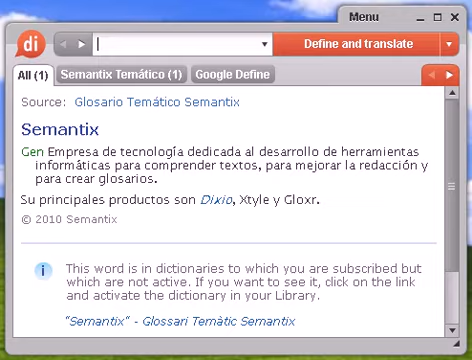 Menu
di
Define and translate
All (1)
Semantix Temático (1)
Google Define
Source: Glosario Temático Semantix
Semantix
Gen Empresa de tecnología dedicada al desarrollo de herramientas
informáticas para comprender textos, para mejorar la redacción y
para crear glosarios.
Su principales productos son Dixio, Xtyle y Gloxr.
© 2010 Semantix
i
This word is in dictionaries to which you are subscribed but
which are not active. If you want to see it, click on the link
and activate the dictionary in your Library.
"Semantix" - Glossari Temàtic Semantix